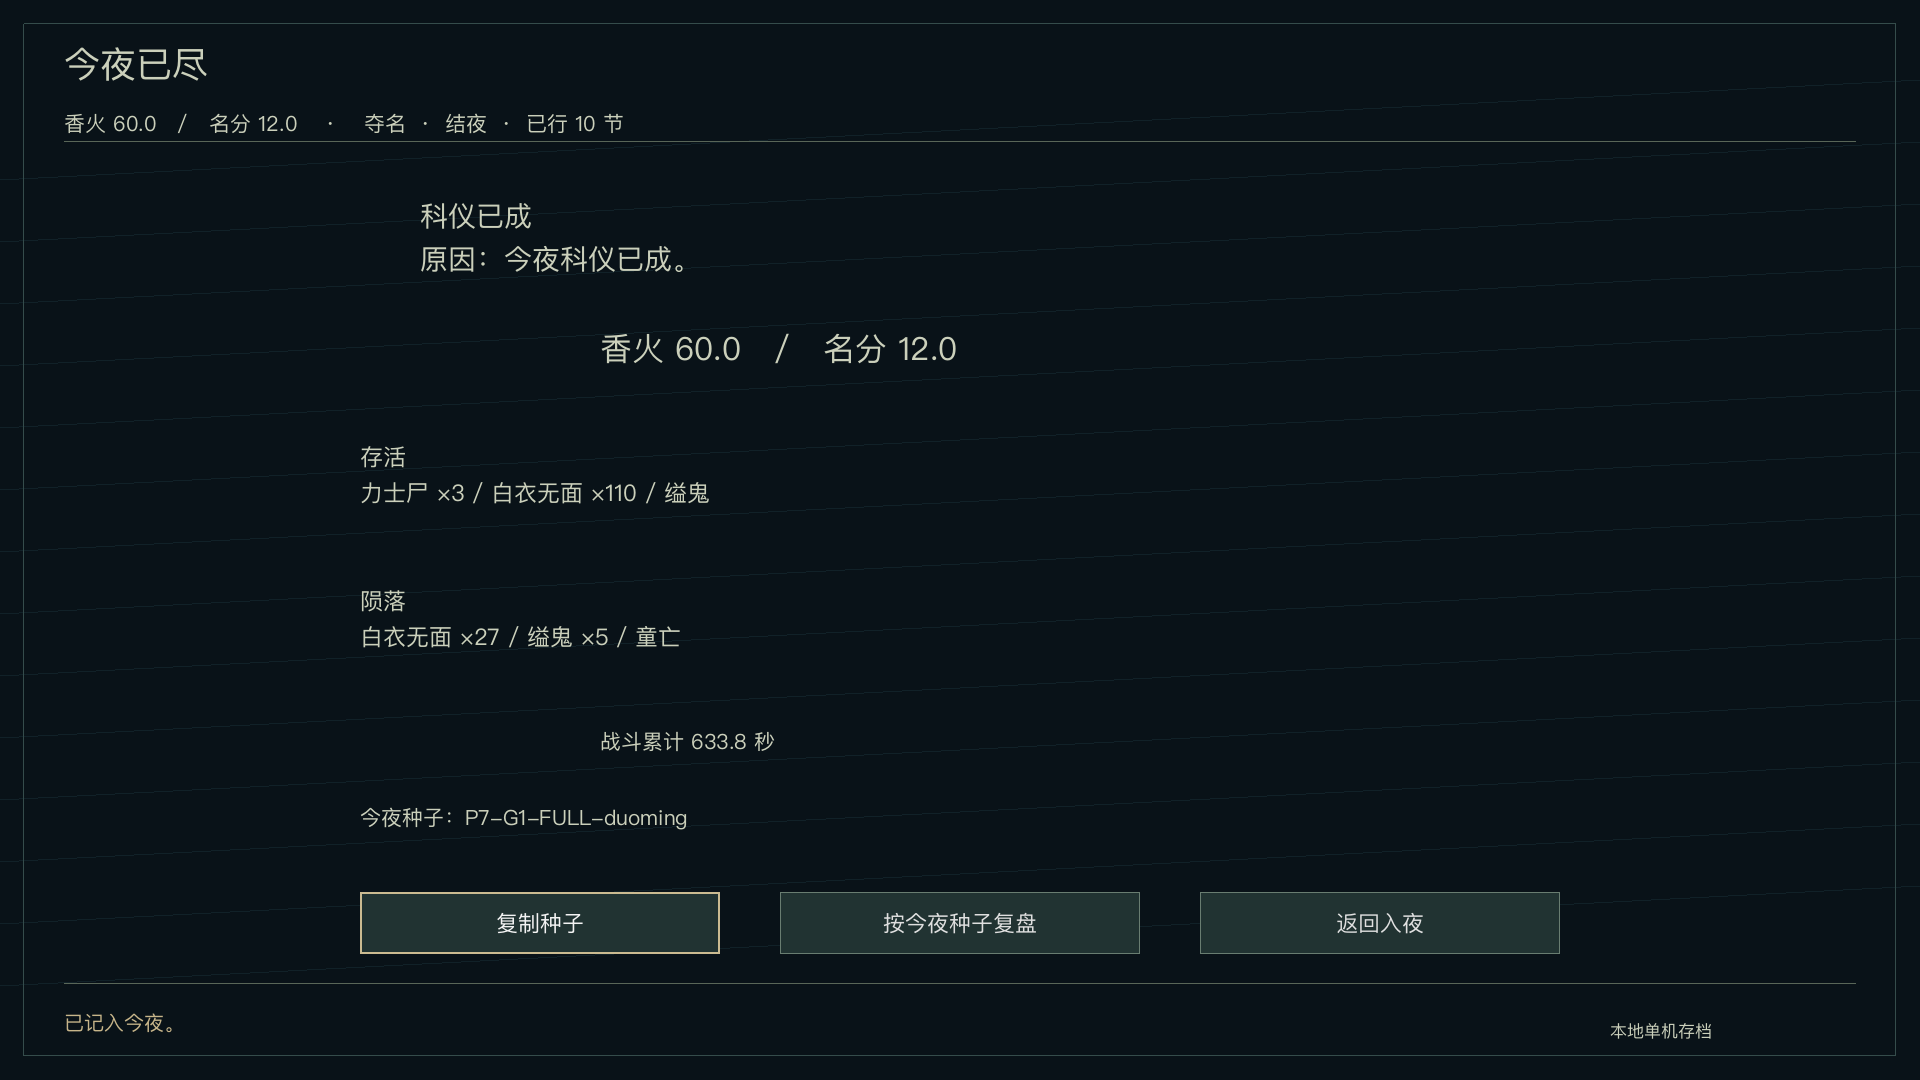 今夜已尽
香火 60.0 / 名分 12.0 · 夺名 · 结夜 · 已行 10 节
科仪已成
原因：今夜科仪已成。
香火 60.0 / 名分 12.0
存活
力士尸 ×3 / 白衣无面 ×110 / 缢鬼
陨落
白衣无面 ×27 / 缢鬼 ×5 / 童亡
战斗累计 633.8 秒
今夜种子：P7-G1-FULL-duoming
复制种子
按今夜种子复盘
返回入夜
已记入今夜。
本地单机存档